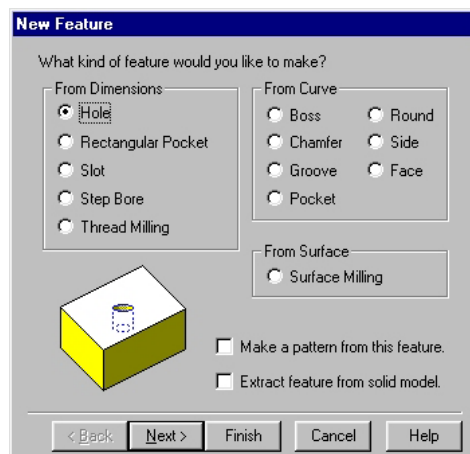 New Feature
What kind of feature would you like to make?
From Dimensions
Hole
Rectangular Pocket
Slot
Step Bore
Thread Milling
From Curve
Boss
Round
Chamfer
Side
Groove
Face
Pocket
From Surface
Surface Milling
Make a pattern from this feature.
Extract feature from solid model.
< Back
Next >
Finish
Cancel
Help